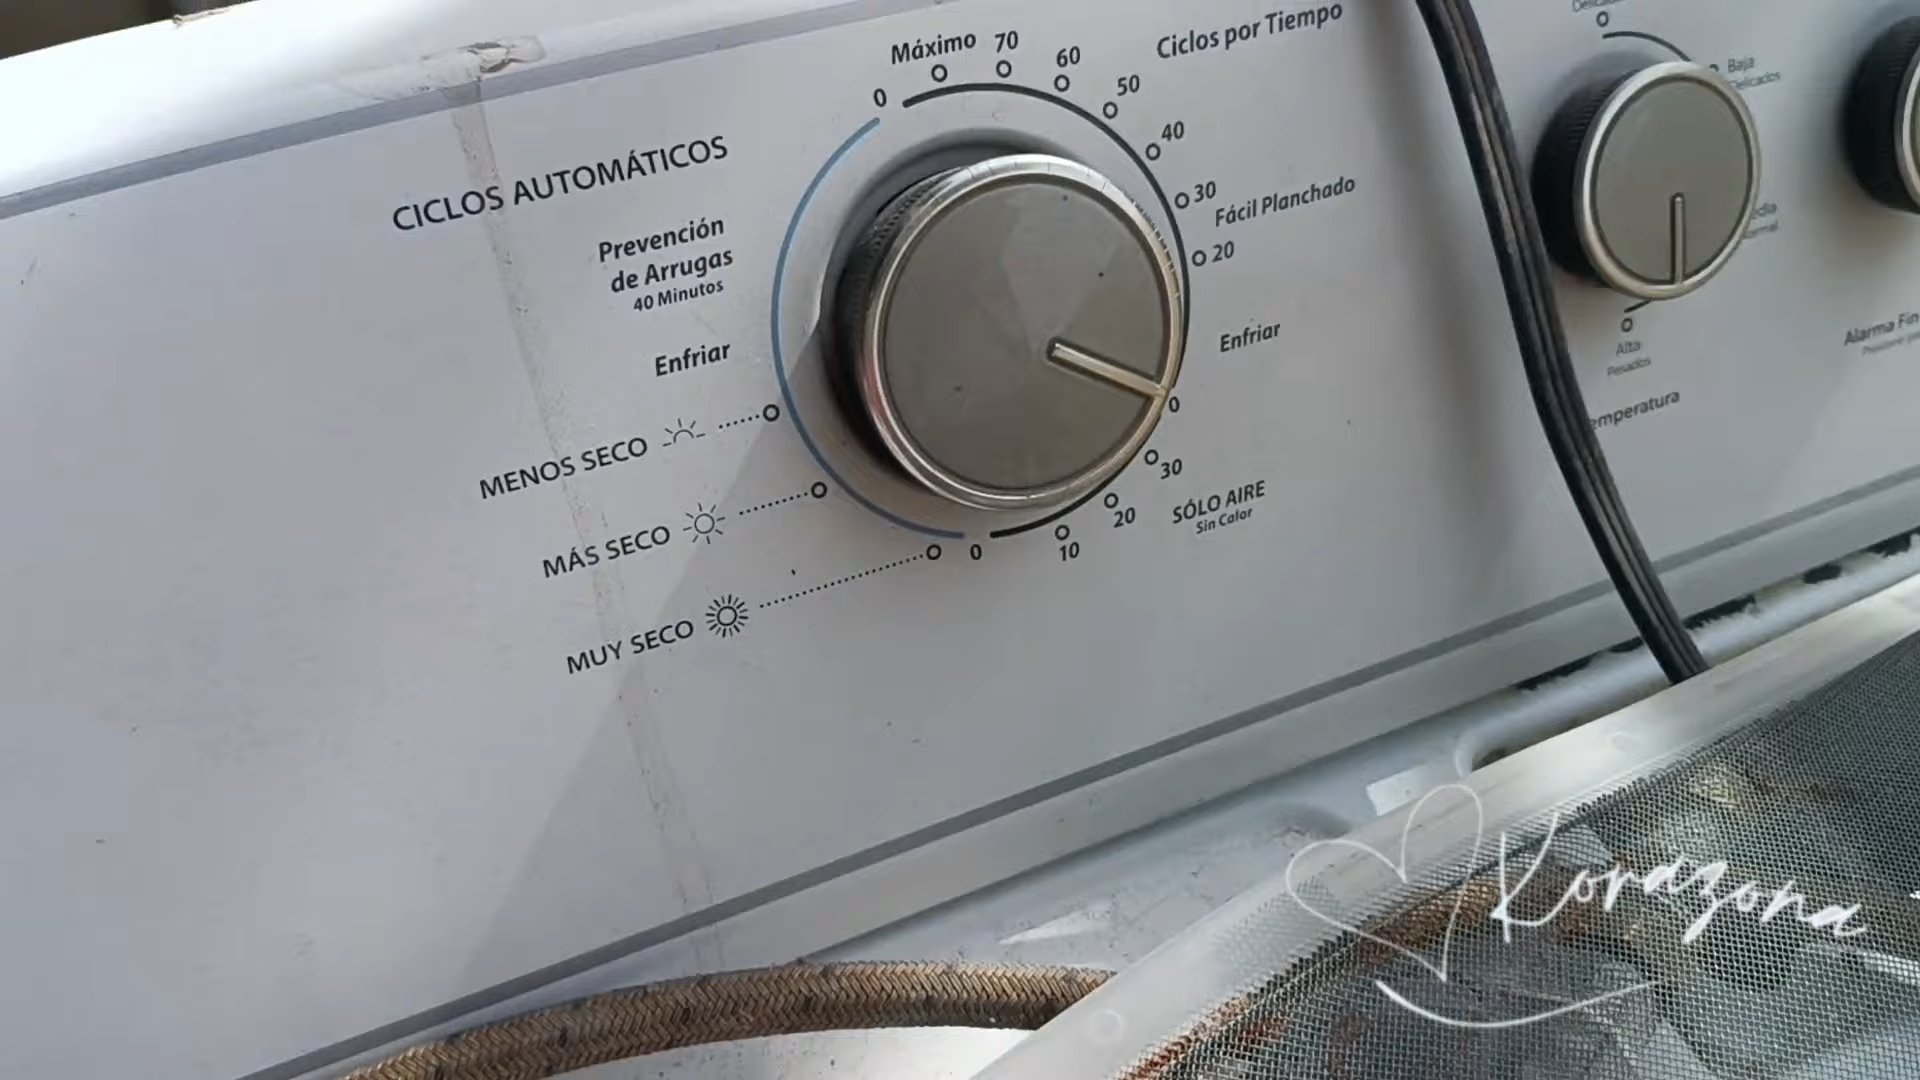 CICLOS AUTOMÁTICOS
Prevención
de Arrugas
40 Minutos
Enfriar
MENOS SECO
MÁS SECO
MUY SECO
0
Máximo
70
60
50
40
30
20
Ciclos por Tiempo
Fácil Planchado
Enfriar
0
30
20
10
0
SÓLO AIRE
Sin Calor
Baja
Delicados
Alta
Pesados
Alarma Fin
Korazona